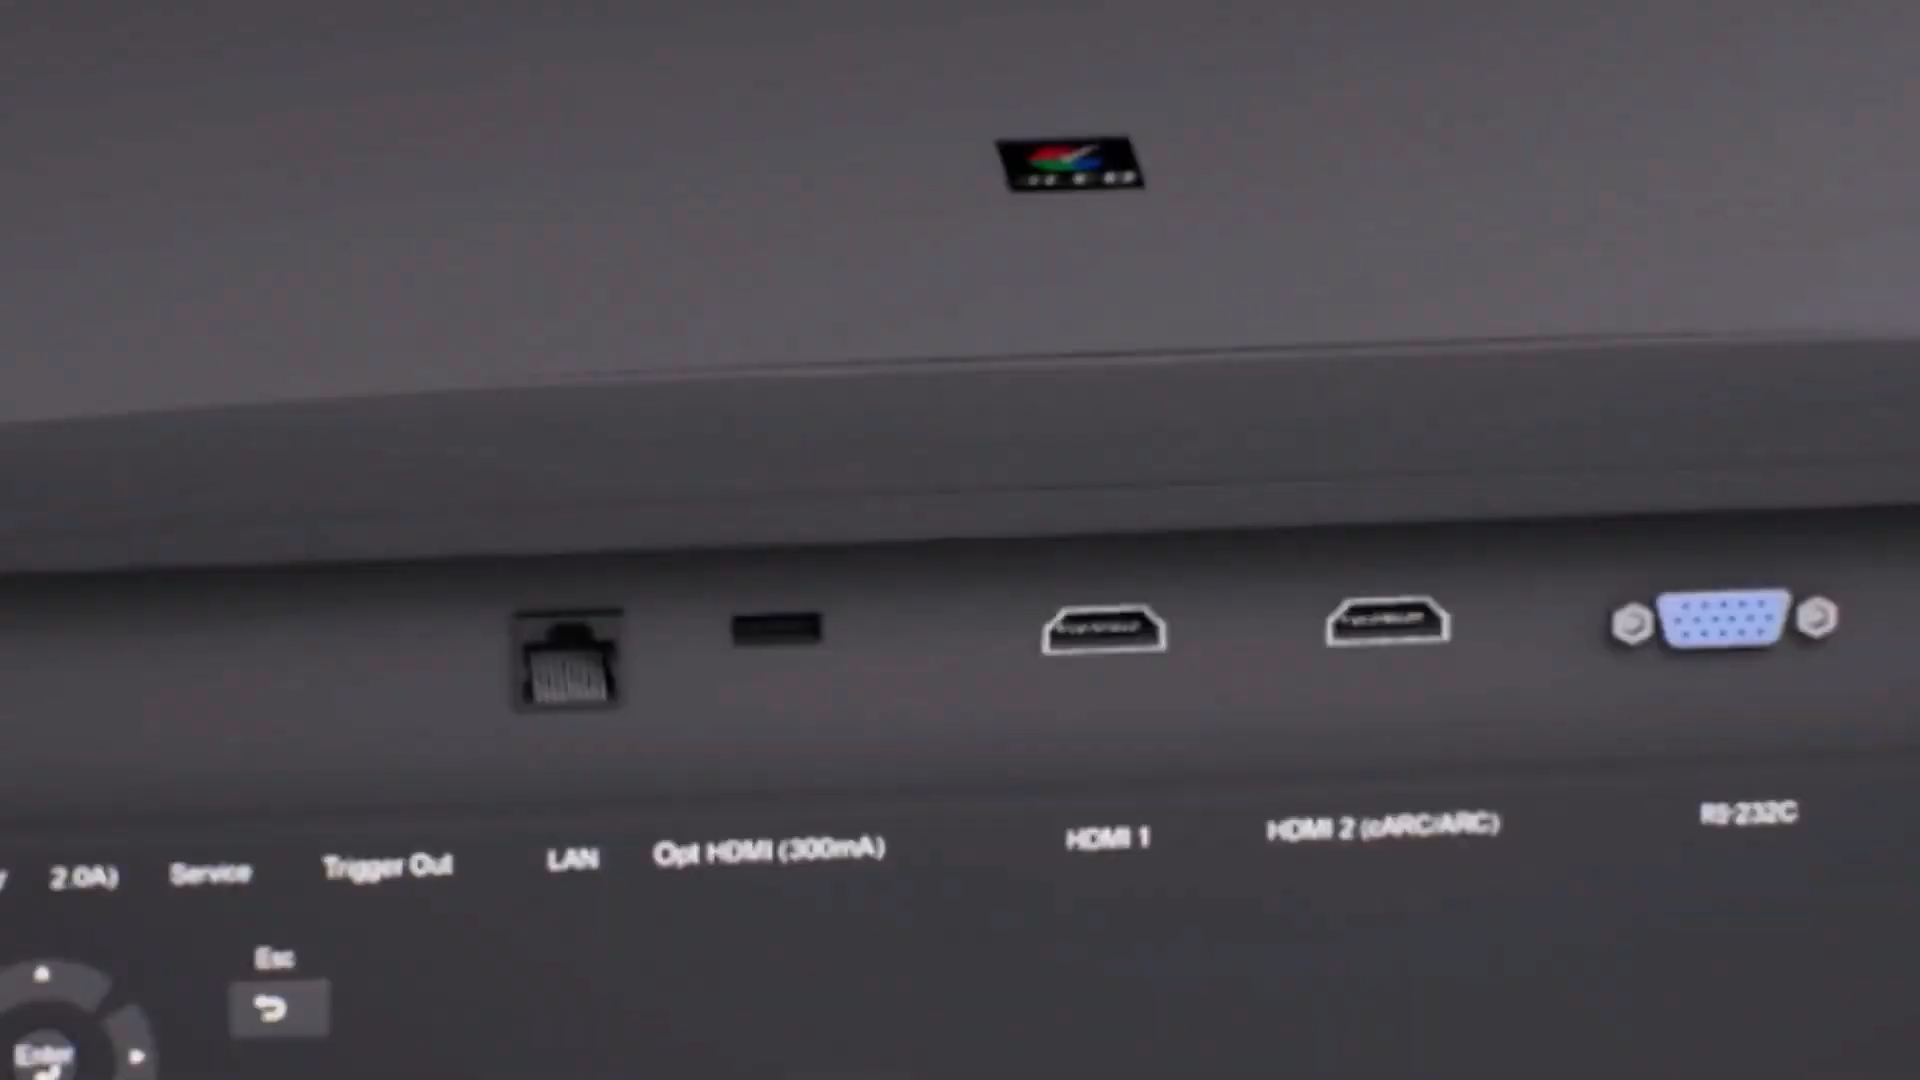 2.0A)
Service
Trigger Out
LAN
Opt HDMI (300mA)
HDMI 1
HDMI 2 (eARC/ARC)
RS-232C
Esc
Enter